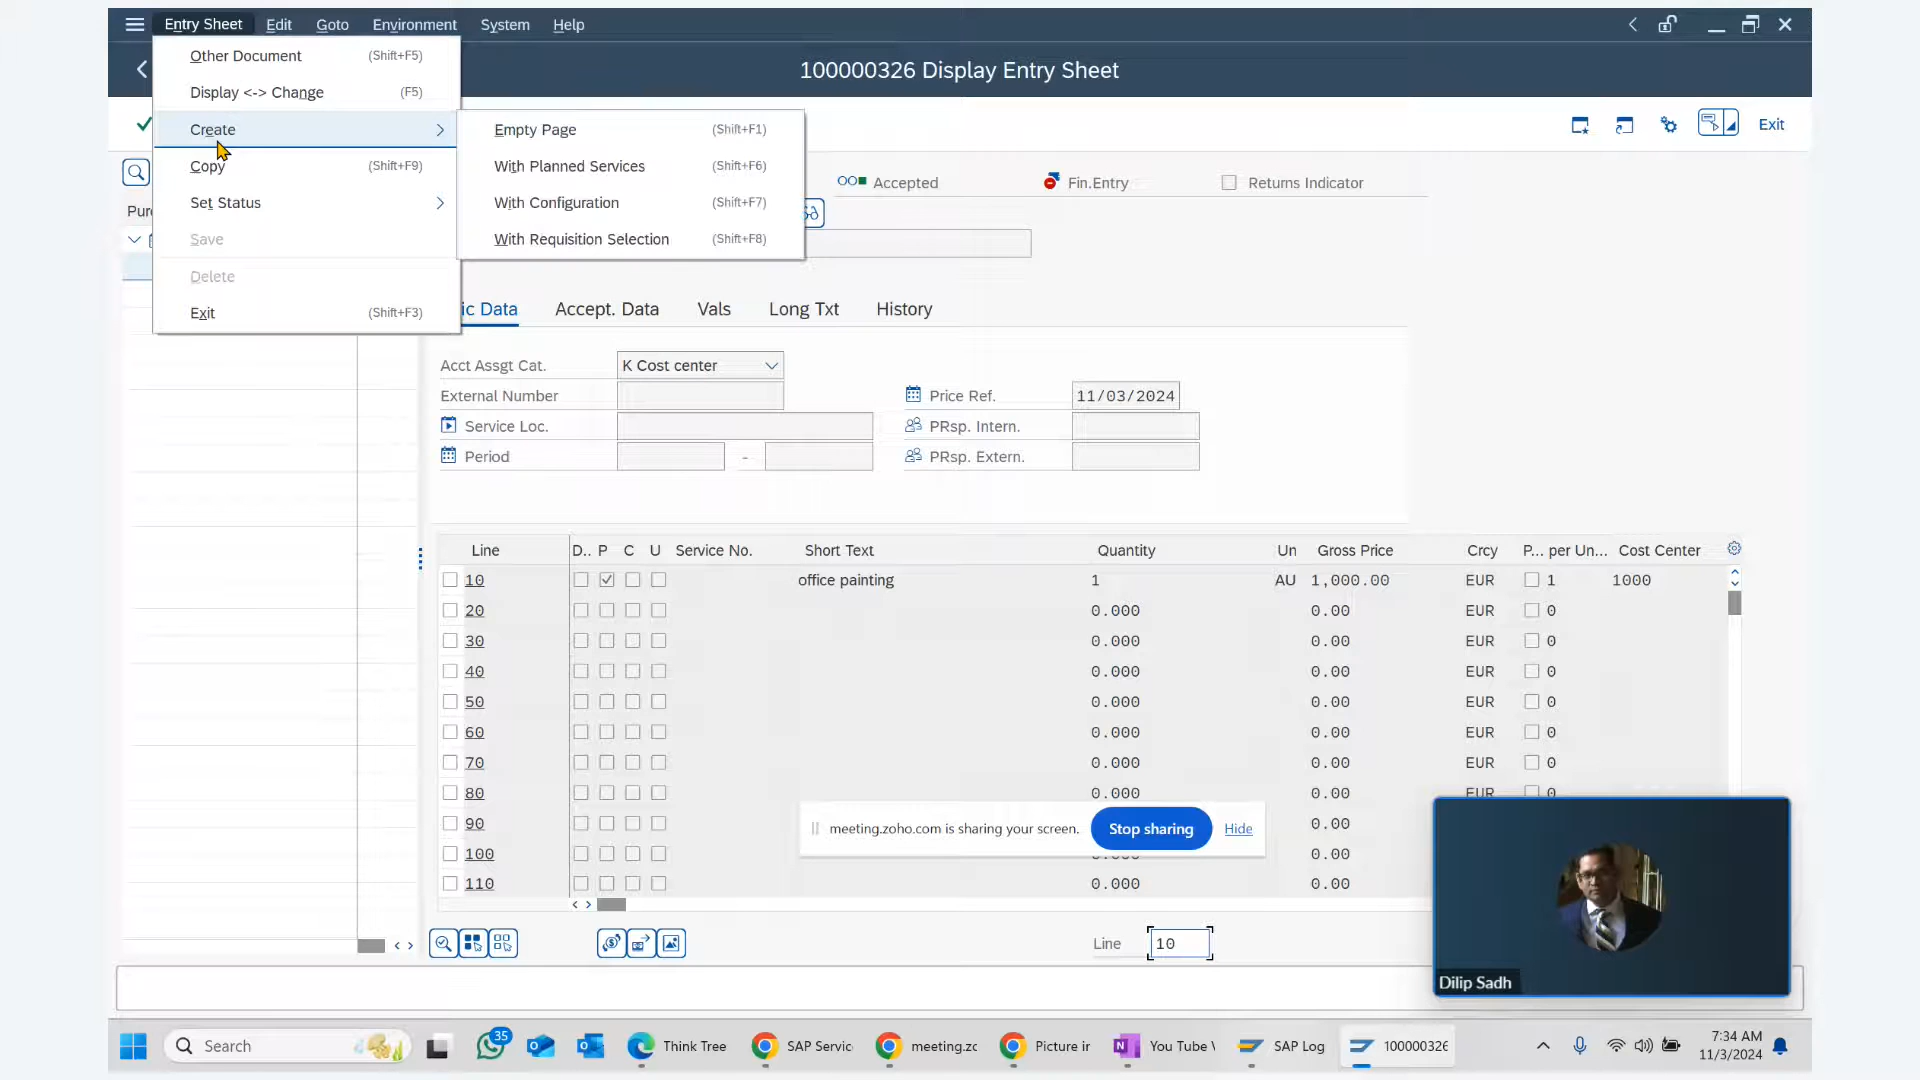 Entry Sheet Edit Goto Environment System Help
100000326 Display Entry Sheet
Other Document (Shift+F5)
Display <-> Change (F5)
Create
Copy (Shift+F9)
Set Status
Save
Delete
Exit (Shift+F3)
Empty Page (Shift+F1)
With Planned Services (Shift+F6)
With Configuration (Shift+F7)
With Requisition Selection (Shift+F8)
Exit
Accepted Fin.Entry Returns Indicator
Pur
ic Data Accept. Data Vals Long Txt History
Acct Assgt Cat. K Cost center
External Number Price Ref. 11/03/2024
Service Loc. PRsp. Intern.
Period - PRsp. Extern.
Line D.. P C U Service No. Short Text Quantity Un Gross Price Crcy P... per Un... Cost Center
10 office painting 1 AU 1,000.00 EUR 1 1000
20 0.000 0.00 EUR 0
30 0.000 0.00 EUR 0
40 0.000 0.00 EUR 0
50 0.000 0.00 EUR 0
60 0.000 0.00 EUR 0
70 0.000 0.00 EUR 0
80 0.000 0.00 EUR 0
90 0.00
100 0.000 0.00
110 0.000 0.00
meeting.zoho.com is sharing your screen. Stop sharing Hide
Line 10
Dilip Sadh
Search 35 Think Tree SAP Servic meeting.zc Picture ir You Tube SAP Log 100000326
7:34 AM
11/3/2024